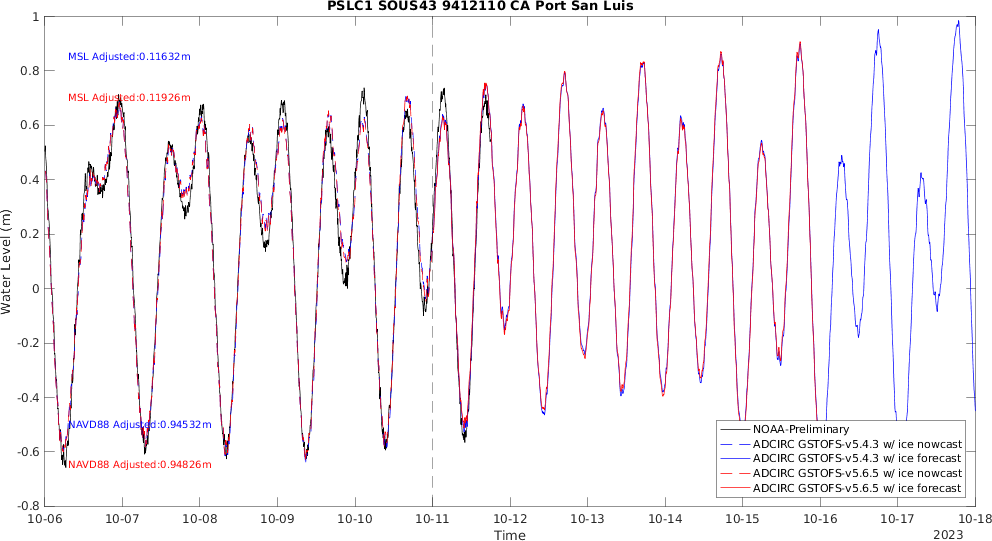 PSLC1 SOUS43 9412110 CA Port San Luis
1
0.8
0.6
0.4
0.2
0
-0.2
-0.4
-0.6
-0.8
Water Level (m)
MSL Adjusted:0.11632m
MSL Adjusted:0.11926m
NAVD88 Adjusted:0.94532m
NAVD88 Adjusted:0.94826m
NOAA-Preliminary
ADCIRC GSTOFS-v5.4.3 w/ ice nowcast
ADCIRC GSTOFS-v5.4.3 w/ ice forecast
ADCIRC GSTOFS-v5.6.5 w/ ice nowcast
ADCIRC GSTOFS-v5.6.5 w/ ice forecast
10-06 10-07 10-08 10-09 10-10 10-11 10-12 10-13 10-14 10-15 10-16 10-17 10-18
Time
2023